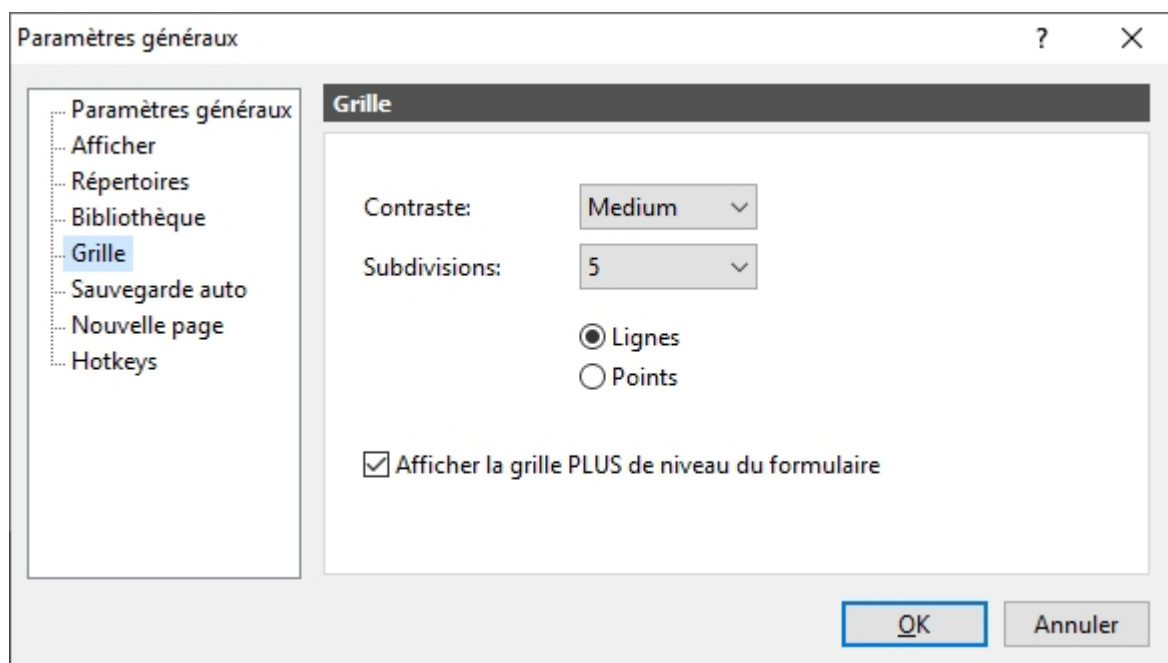 Paramètres généraux
?
Paramètres généraux
Afficher
Répertoires
Bibliothèque
Grille
Sauvegarde auto
Nouvelle page
Hotkeys
Grille
Contraste: Medium
Subdivisions: 5
Lignes
Points
Afficher la grille PLUS de niveau du formulaire
OK Annuler